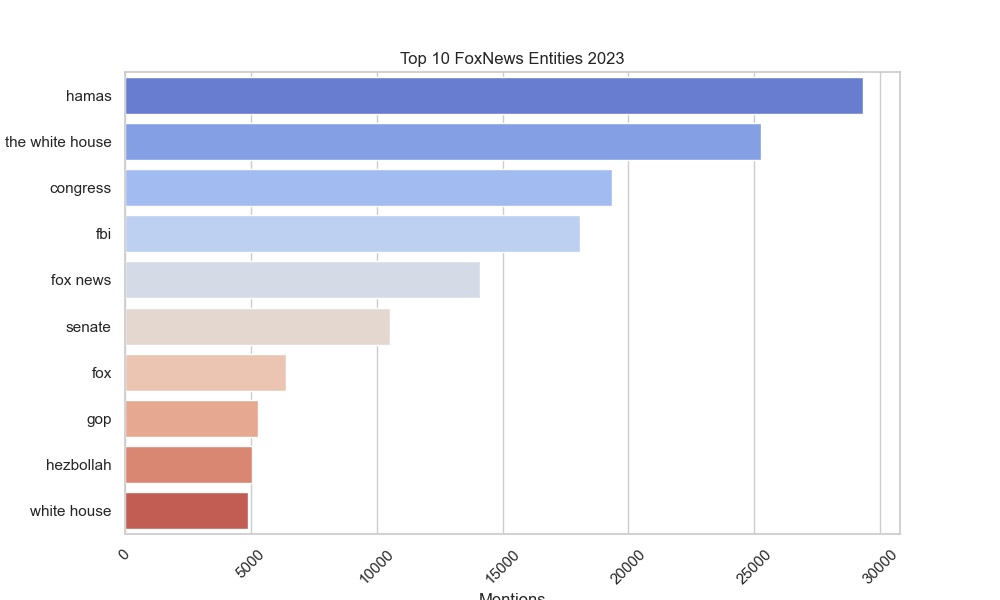 Top 10 FoxNews Entities 2023
hamas
the white house
congress
fbi
fox news
senate
fox
gop
hezbollah
white house
0
5000
10000
15000
20000
25000
30000
Mentions